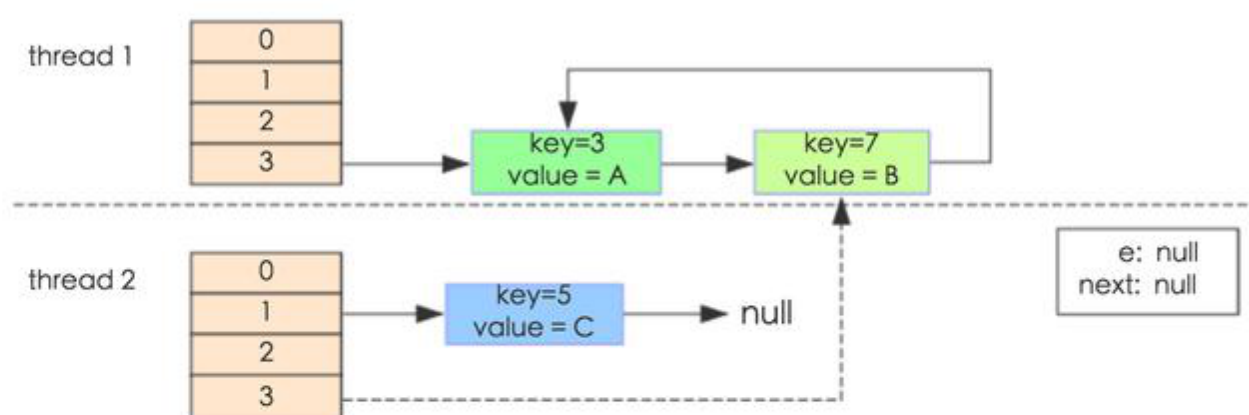 thread 1
0
1
2
3
key=3
value = A
key=7
value = B
thread 2
0
1
2
3
key=5
value = C
null
e: null
next: null